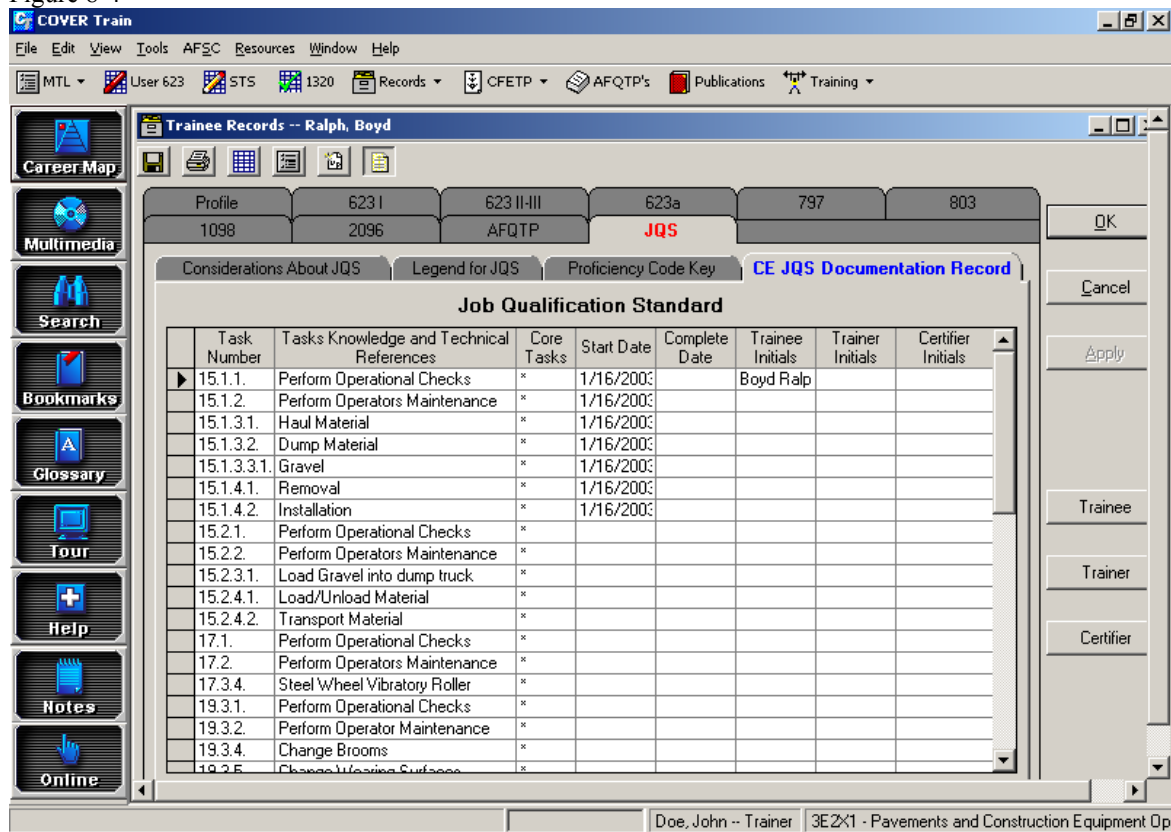 COVER Train
File Edit View Tools AFSC Resources Window Help
MTL User 623 STS 1320 Records CFETP AFQTP's Publications Training
Career Map
Multimedia
Search
Bookmarks
Glossary
Tour
Help
Notes
Online
Trainee Records -- Ralph, Boyd
Profile 623 I 623 II-III 623a 797 803
1098 2096 AFQTP JQS
Considerations About JQS Legend for JQS Proficiency Code Key CE JQS Documentation Record
Job Qualification Standard
Task Number Tasks Knowledge and Technical References Core Tasks Start Date Complete Date Trainee Initials Trainer Initials Certifier Initials
15.1.1. Perform Operational Checks * 1/16/2003 Boyd Ralp
15.1.2. Perform Operators Maintenance * 1/16/2003
15.1.3.1. Haul Material * 1/16/2003
15.1.3.2. Dump Material * 1/16/2003
15.1.3.3.1. Gravel * 1/16/2003
15.1.4.1. Removal * 1/16/2003
15.1.4.2. Installation * 1/16/2003
15.2.1. Perform Operational Checks *
15.2.2. Perform Operators Maintenance *
15.2.3.1. Load Gravel into dump truck *
15.2.4.1. Load/Unload Material *
15.2.4.2. Transport Material *
17.1. Perform Operational Checks *
17.2. Perform Operators Maintenance *
17.3.4. Steel Wheel Vibratory Roller *
19.3.1. Perform Operational Checks *
19.3.2. Perform Operator Maintenance *
19.3.4. Change Brooms *
19.3.5. Change Wearing Surfaces *
OK
Cancel
Apply
Trainee
Trainer
Certifier
Doe, John -- Trainer 3E2X1 - Pavements and Construction Equipment Op